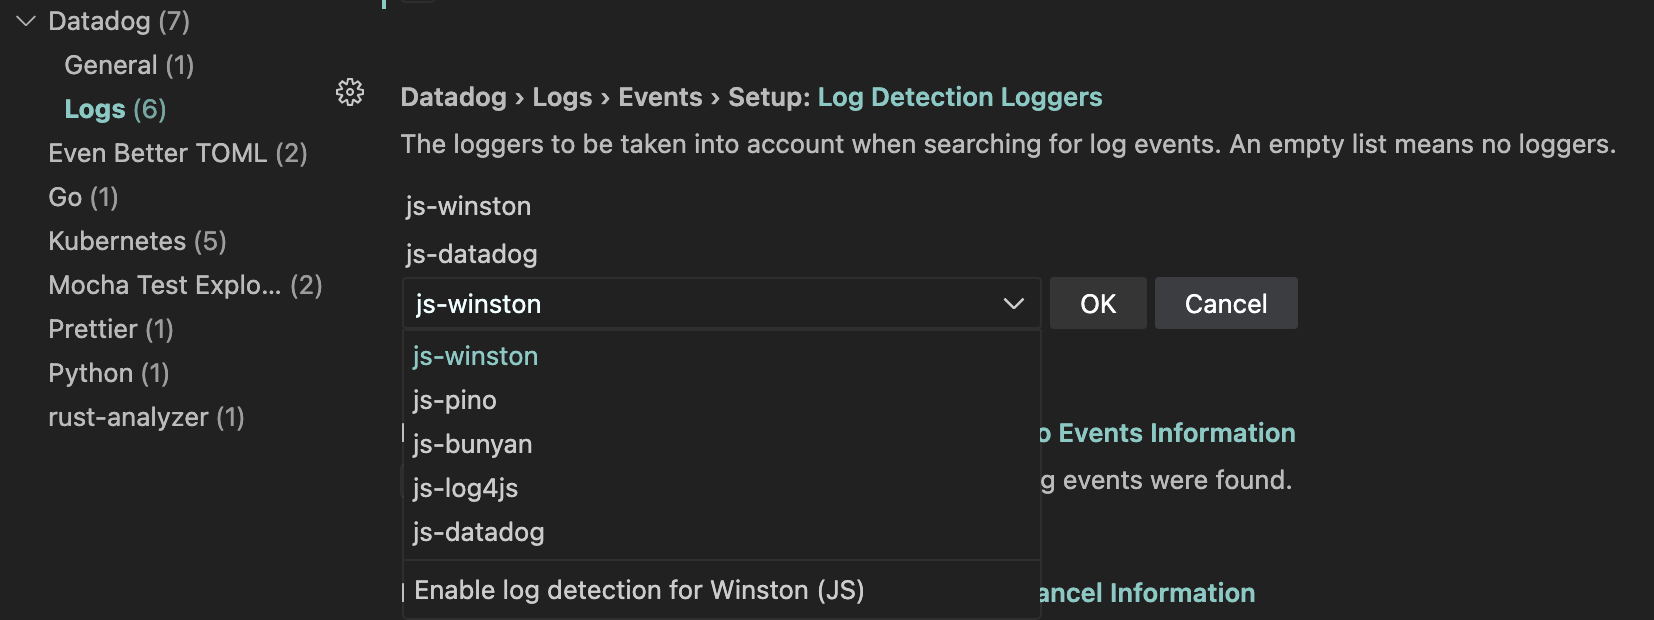 Datadog (7)
General (1)
Logs (6)
Even Better TOML (2)
Go (1)
Kubernetes (5)
Mocha Test Explo... (2)
Prettier (1)
Python (1)
rust-analyzer (1)
Datadog › Logs › Events › Setup: Log Detection Loggers
The loggers to be taken into account when searching for log events. An empty list means no loggers.
js-winston
js-datadog
js-winston
OK
Cancel
js-winston
js-pino
js-bunyan
js-log4js
js-datadog
Enable log detection for Winston (JS)
Events Information
events were found.
Information